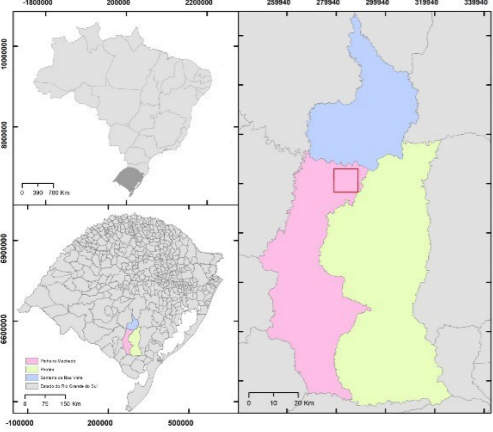 -1800000 200000 2200000
259940 279940 299940 319940 339940
10000000
8000000
0 390 780 Km
6900000
6600000
Pinheiro Machado
Piratini
Santana da Boa Vista
Estado do Rio Grande do Sul
0 75 150 Km
0 10 20 Km
-100000 200000 500000